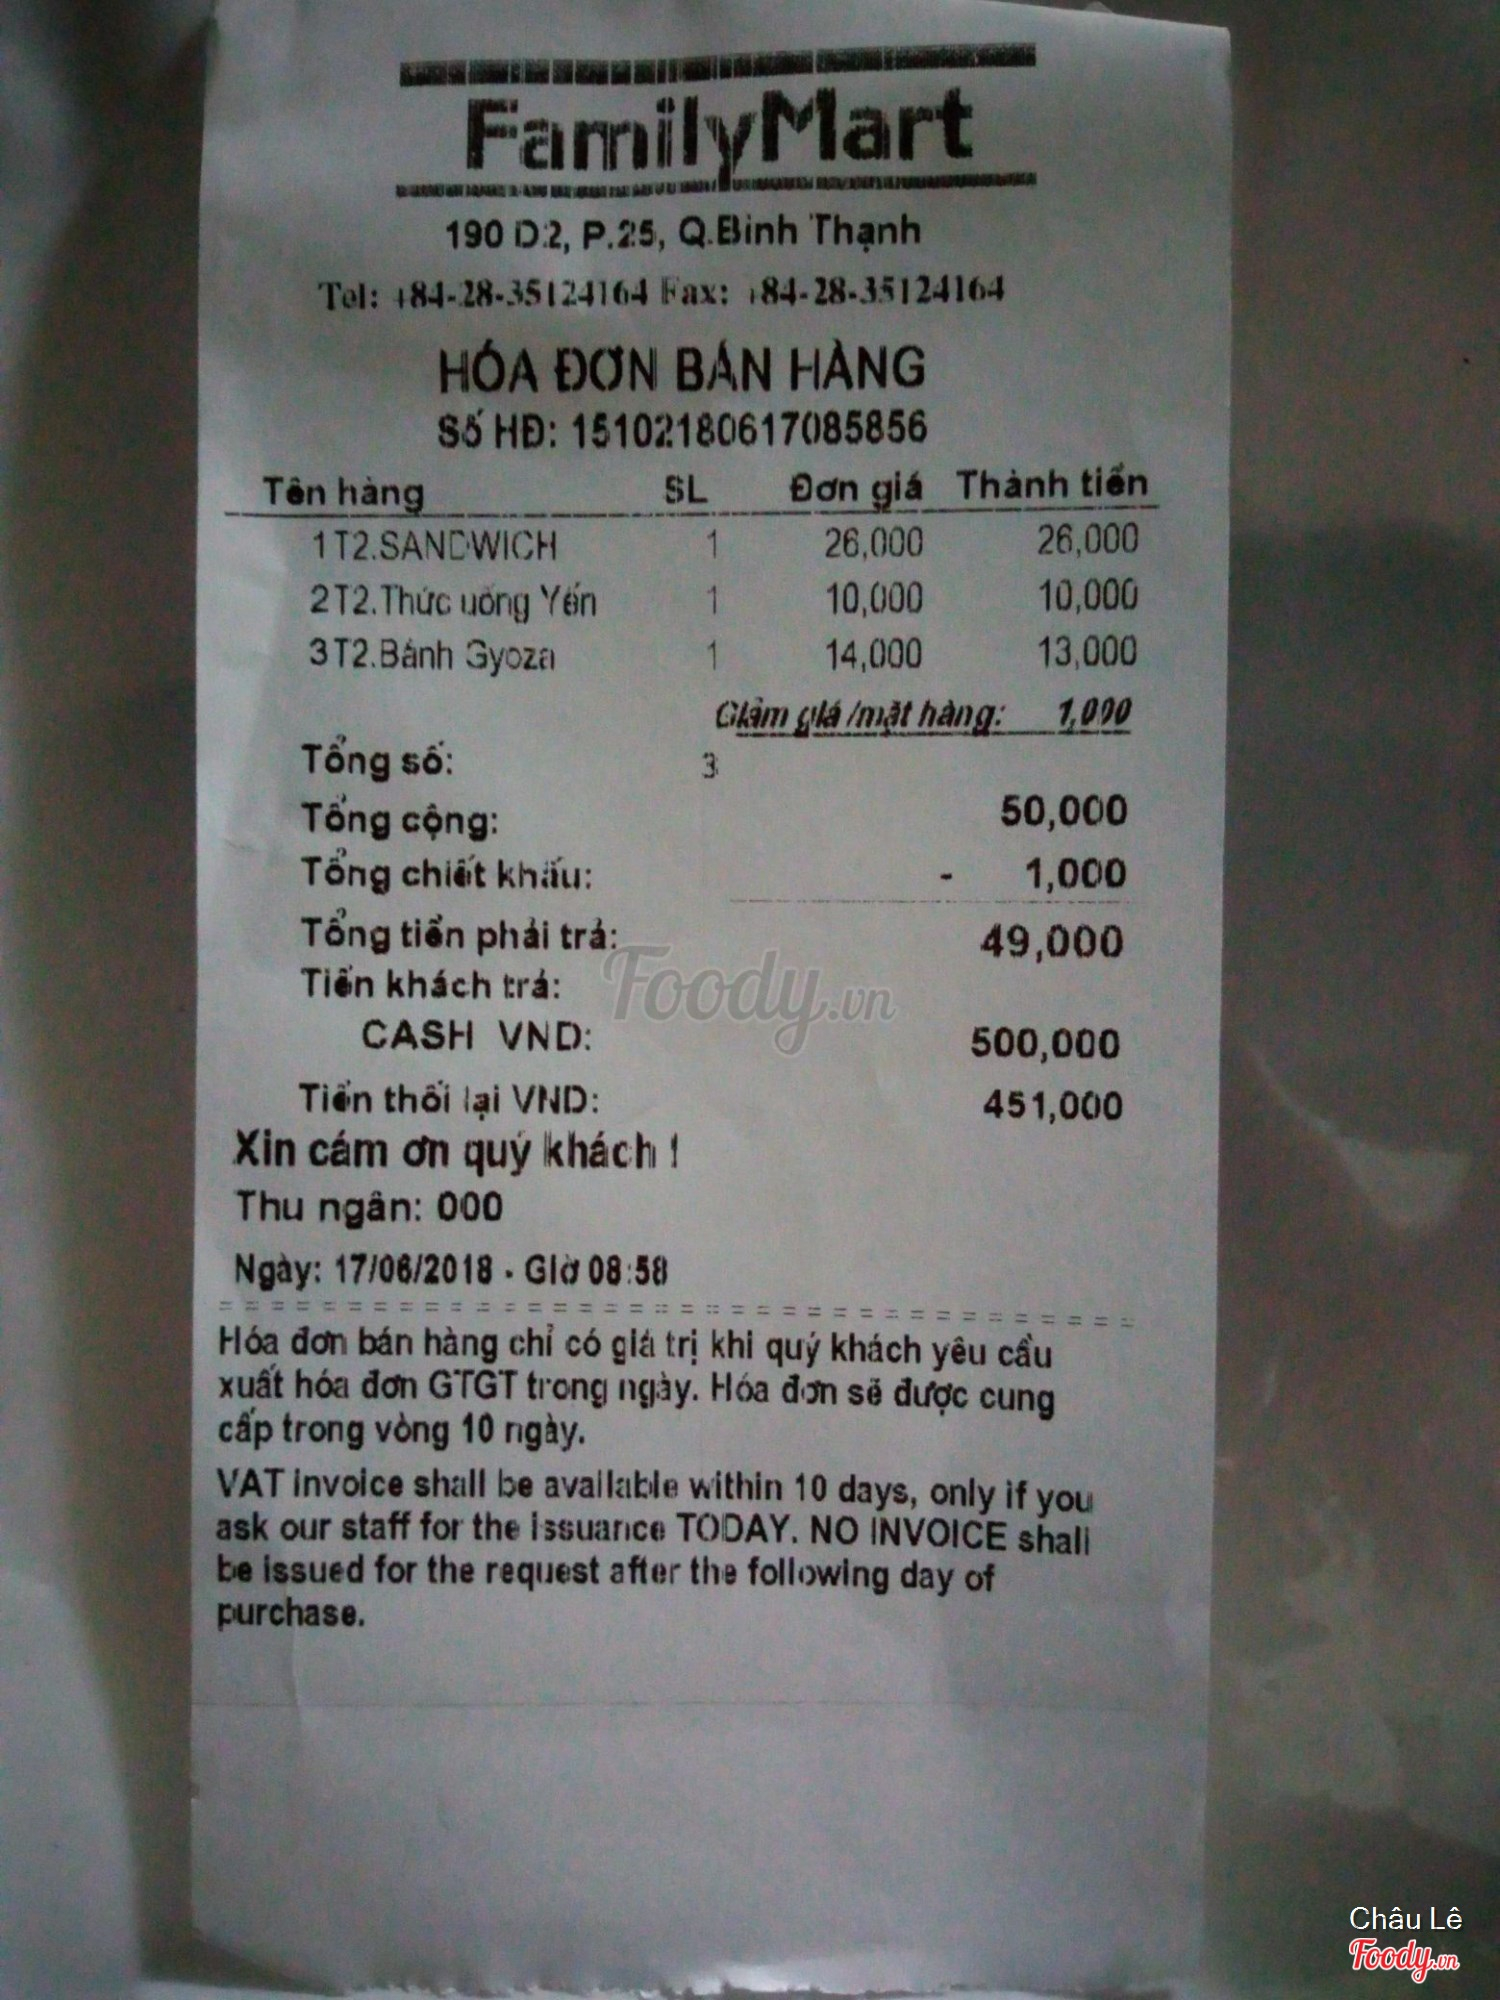 FamilyMart
190 D2, P.25, Q.Bình Thạnh
Tel: +84-28-35124164 Fax: +84-28-35124164
HÓA ĐƠN BÁN HÀNG
Số HĐ: 15102180617085856
Tên hàng SL Đơn giá Thành tiền
1 T2.SANDWICH 1 26,000 26,000
2 T2.Thức uống Yến 1 10,000 10,000
3 T2.Bánh Gyoza 1 14,000 13,000
Giảm giá /mặt hàng: 1,000
Tổng số: 3
Tổng cộng: 50,000
Tổng chiết khấu: - 1,000
Tổng tiền phải trả: 49,000
Tiền khách trả:
CASH VND: 500,000
Tiền thối lại VND: 451,000
Xin cám ơn quý khách !
Thu ngân: 000
Ngày: 17/06/2018 - Giờ 08:58
Hóa đơn bán hàng chỉ có giá trị khi quý khách yêu cầu
xuất hóa đơn GTGT trong ngày. Hóa đơn sẽ được cung
cấp trong vòng 10 ngày.
VAT invoice shall be available within 10 days, only if you
ask our staff for the issuance TODAY. NO INVOICE shall
be issued for the request after the following day of
purchase.
Foody.vn
Châu Lê
Foody.vn